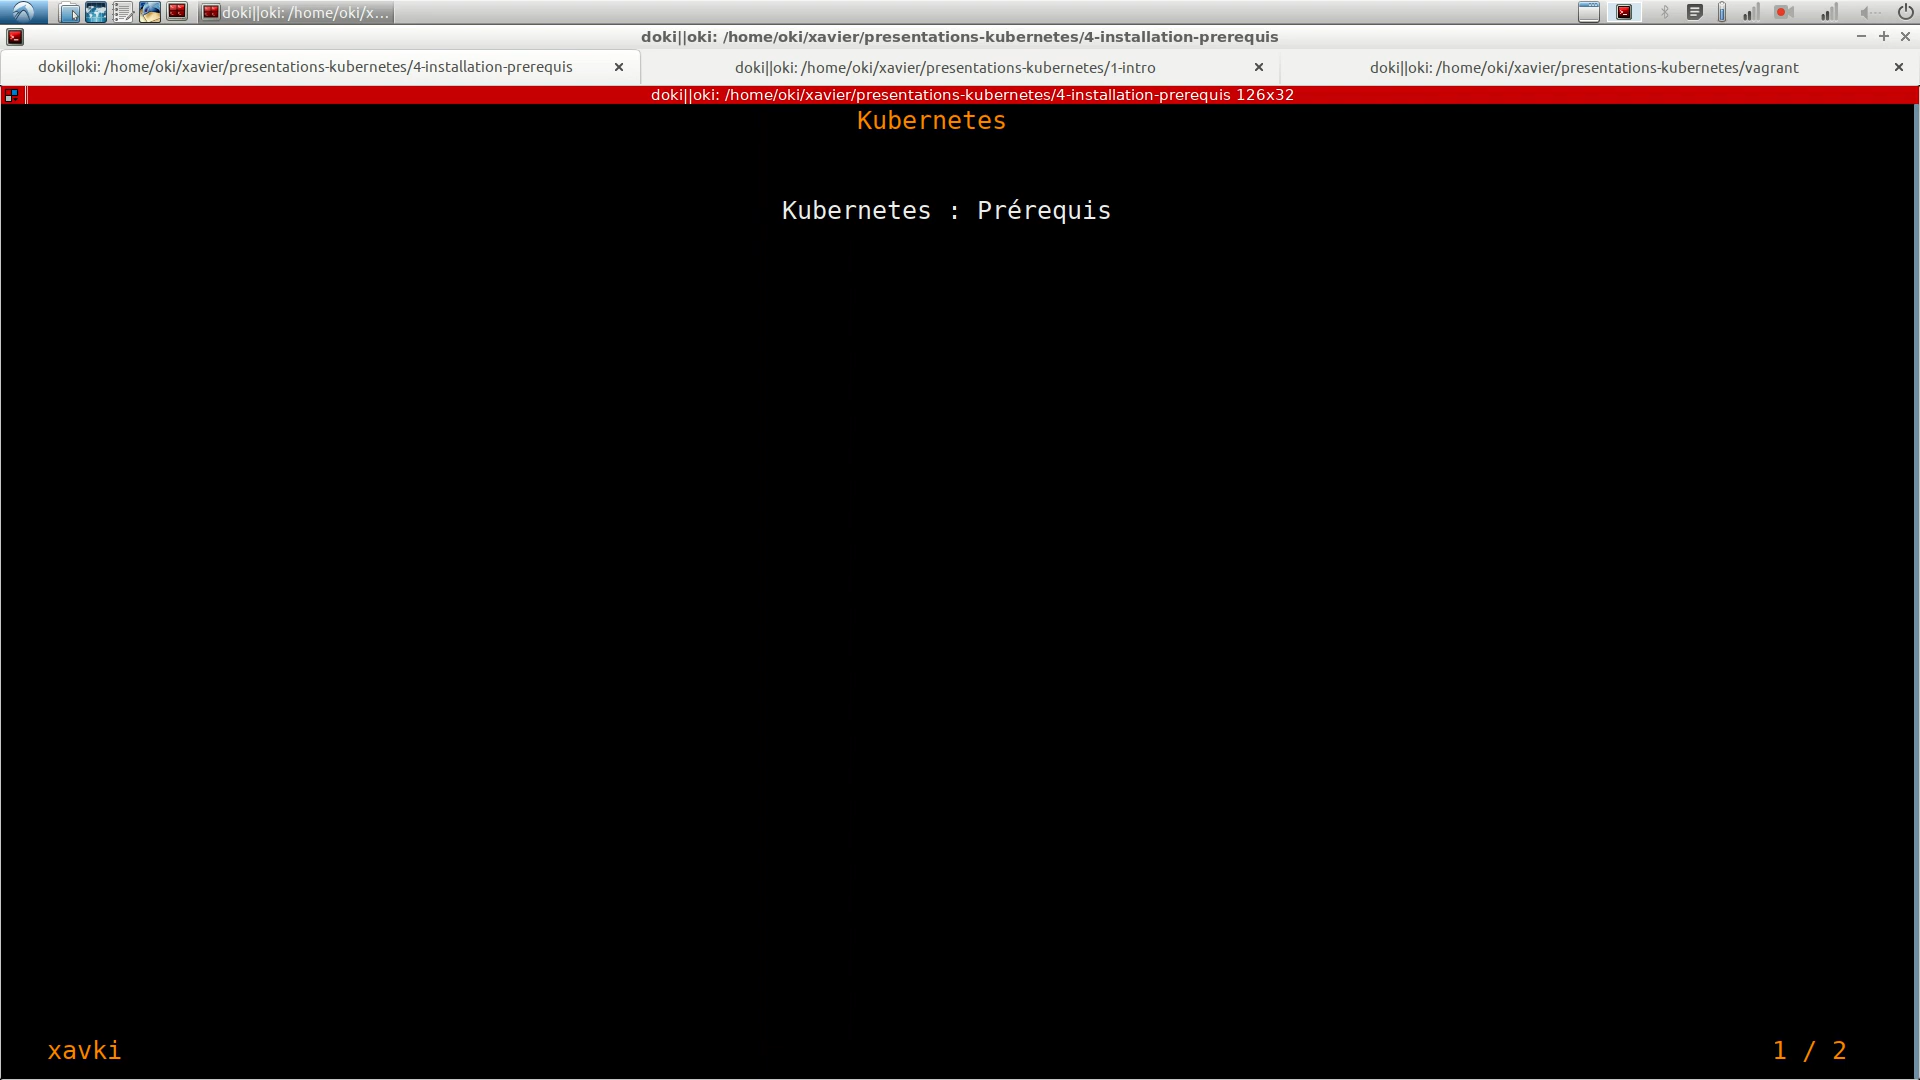 doki||oki: /home/oki/x...
doki||oki: /home/oki/xavier/presentations-kubernetes/4-installation-prerequis
doki||oki: /home/oki/xavier/presentations-kubernetes/4-installation-prerequis
doki||oki: /home/oki/xavier/presentations-kubernetes/1-intro
doki||oki: /home/oki/xavier/presentations-kubernetes/vagrant
doki||oki: /home/oki/xavier/presentations-kubernetes/4-installation-prerequis 126x32
Kubernetes
Kubernetes : Prérequis
xavki
1 / 2